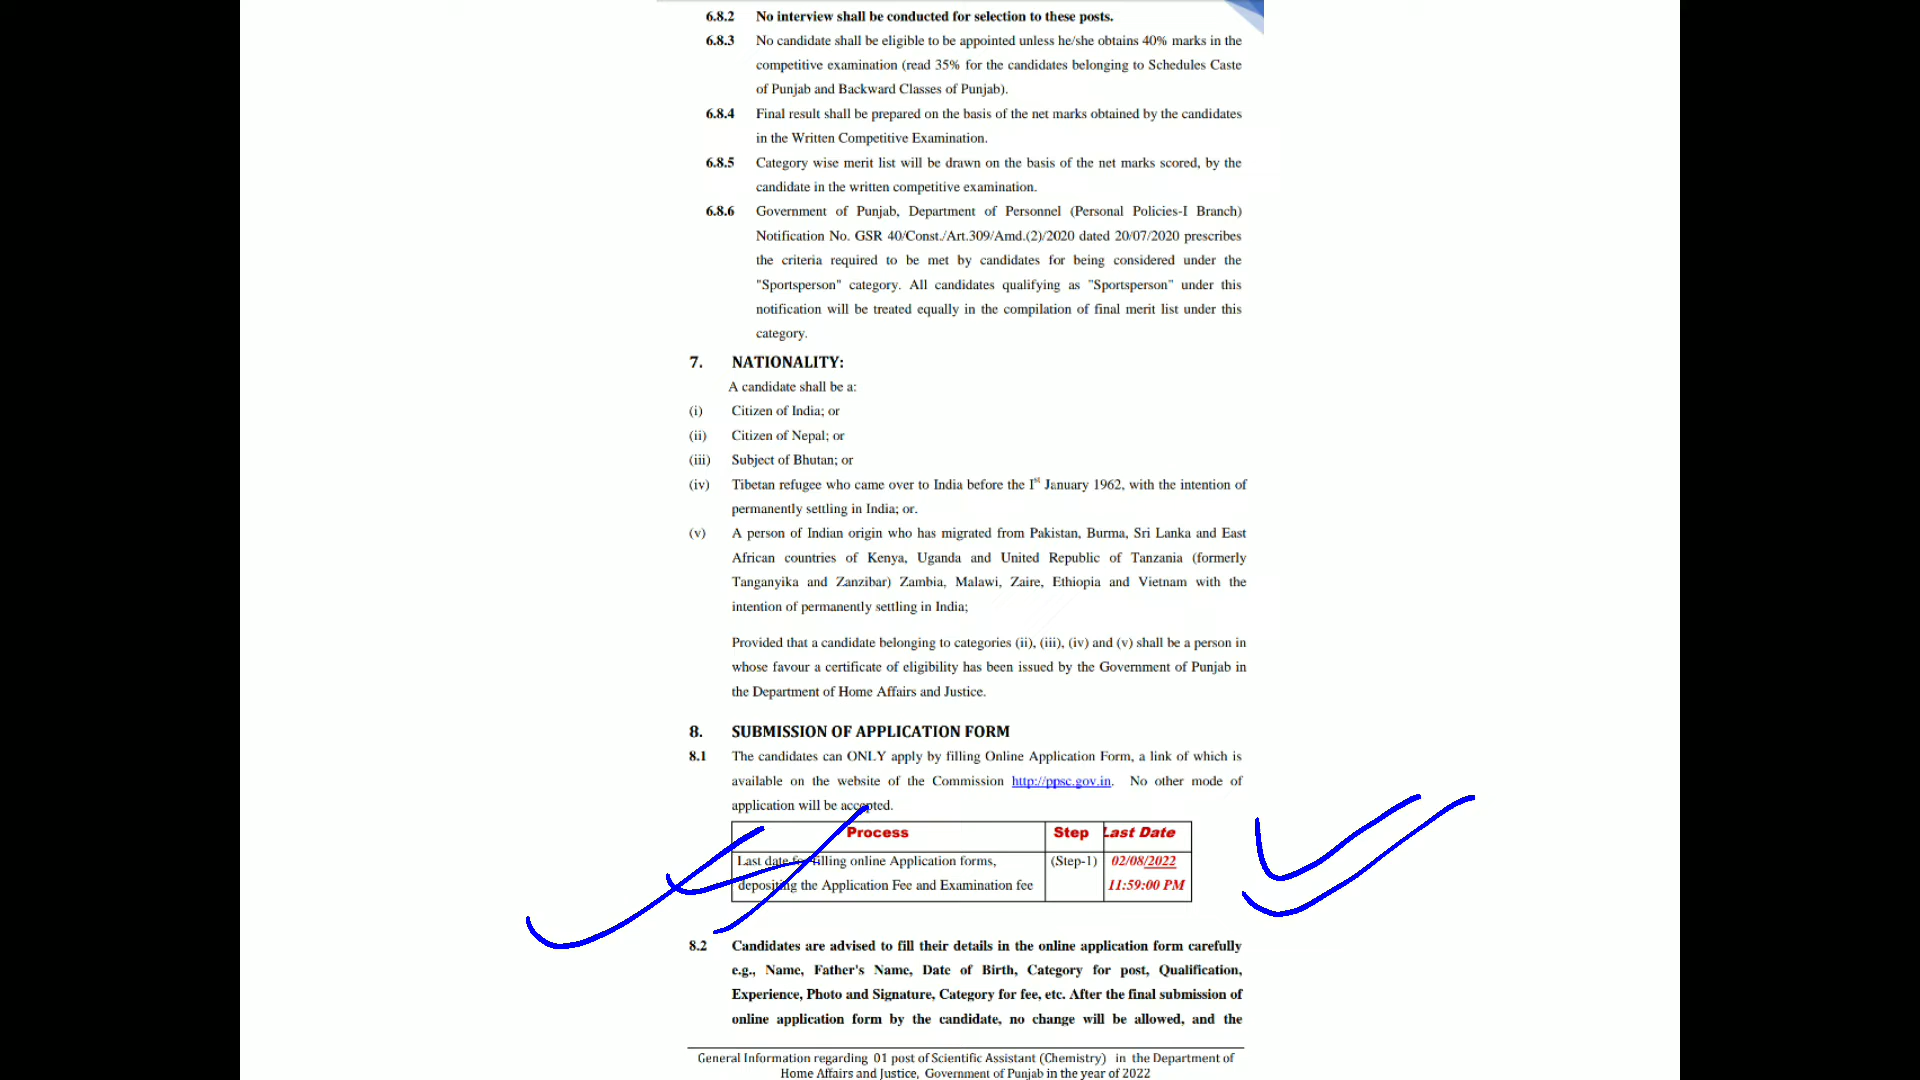 6.8.2 No interview shall be conducted for selection to these posts.
6.8.3 No candidate shall be eligible to be appointed unless he/she obtains 40% marks in the
competitive examination (read 35% for the candidates belonging to Schedules Caste
of Punjab and Backward Classes of Punjab).
6.8.4 Final result shall be prepared on the basis of the net marks obtained by the candidates
in the Written Competitive Examination.
6.8.5 Category wise merit list will be drawn on the basis of the net marks scored, by the
candidate in the written competitive examination.
6.8.6 Government of Punjab, Department of Personnel (Personal Policies-I Branch)
Notification No. GSR 40/Const./Art.309/Amd.(2)/2020 dated 20/07/2020 prescribes
the criteria required to be met by candidates for being considered under the
"Sportsperson" category. All candidates qualifying as "Sportsperson" under this
notification will be treated equally in the compilation of final merit list under this
category.
7. NATIONALITY:
A candidate shall be a:
(i) Citizen of India; or
(ii) Citizen of Nepal; or
(iii) Subject of Bhutan; or
(iv) Tibetan refugee who came over to India before the Ist January 1962, with the intention of
permanently settling in India; or.
(v) A person of Indian origin who has migrated from Pakistan, Burma, Sri Lanka and East
African countries of Kenya, Uganda and United Republic of Tanzania (formerly
Tanganyika and Zanzibar) Zambia, Malawi, Zaire, Ethiopia and Vietnam with the
intention of permanently settling in India;
Provided that a candidate belonging to categories (ii), (iii), (iv) and (v) shall be a person in
whose favour a certificate of eligibility has been issued by the Government of Punjab in
the Department of Home Affairs and Justice.
8. SUBMISSION OF APPLICATION FORM
8.1 The candidates can ONLY apply by filling Online Application Form, a link of which is
available on the website of the Commission http://ppsc.gov.in. No other mode of
application will be accepted.
Process Step Last Date
Last date for filling online Application forms, (Step-1) 02/08/2022
depositing the Application Fee and Examination fee 11:59:00 PM
8.2 Candidates are advised to fill their details in the online application form carefully
e.g., Name, Father's Name, Date of Birth, Category for post, Qualification,
Experience, Photo and Signature, Category for fee, etc. After the final submission of
online application form by the candidate, no change will be allowed, and the
General Information regarding 01 post of Scientific Assistant (Chemistry) in the Department of
Home Affairs and Justice, Government of Punjab in the year of 2022